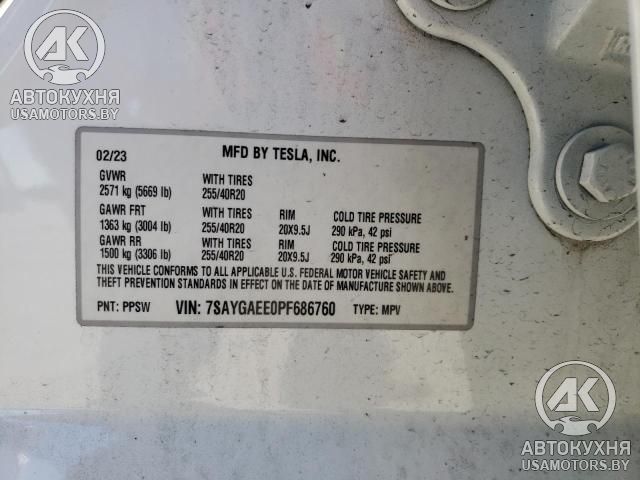 AK
АВТОКУХНЯ
USAMOTORS.BY
02/23 MFD BY TESLA, INC.
GVWR WITH TIRES
2571 kg (5669 lb) 255/40R20
GAWR FRT WITH TIRES RIM COLD TIRE PRESSURE
1363 kg (3004 lb) 255/40R20 20X9.5J 290 kPa, 42 psi
GAWR RR WITH TIRES RIM COLD TIRE PRESSURE
1500 kg (3306 lb) 255/40R20 20X9.5J 290 kPa, 42 psi
THIS VEHICLE CONFORMS TO ALL APPLICABLE U.S. FEDERAL MOTOR VEHICLE SAFETY AND
THEFT PREVENTION STANDARDS IN EFFECT ON THE DATE OF MANUFACTURE SHOWN ABOVE.
PNT: PPSW VIN: 7SAYGAEE0PF686760 TYPE: MPV
AK
АВТОКУХНЯ
USAMOTORS.BY